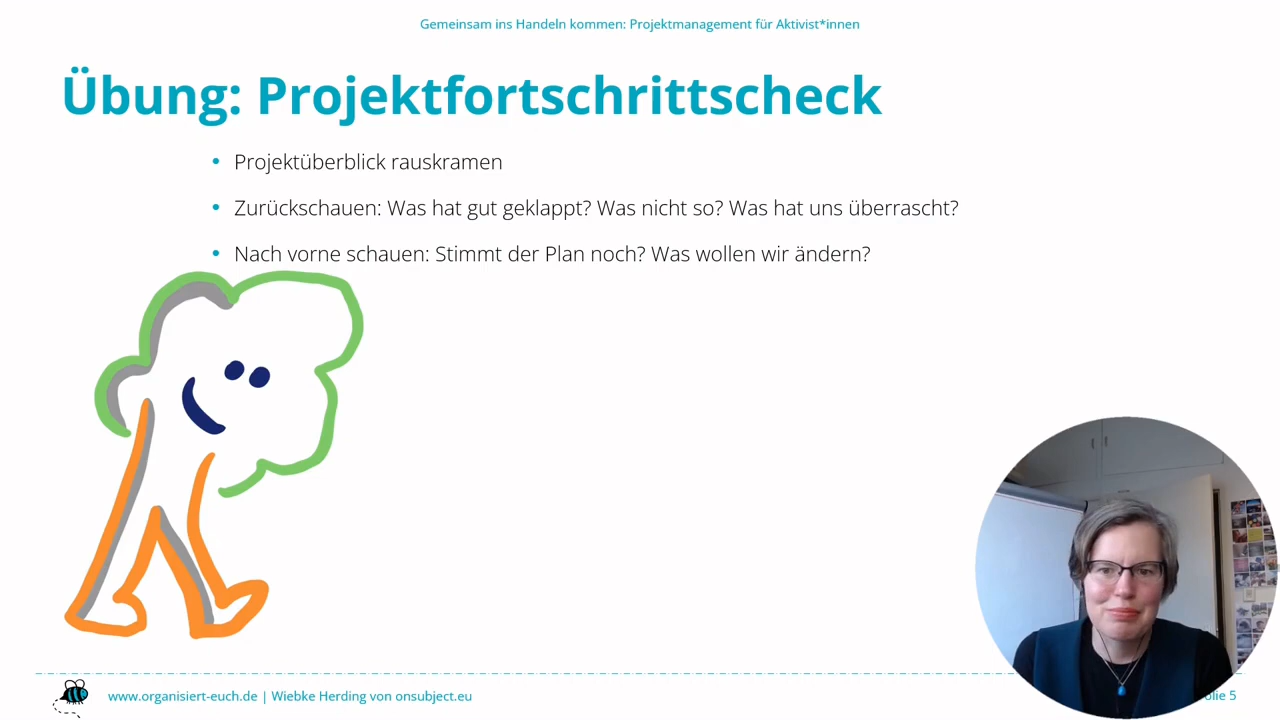 Gemeinsam ins Handeln kommen: Projektmanagement für Aktivist*innen
Übung: Projektfortschrittscheck
• Projektüberblick rauskramen
• Zurückschauen: Was hat gut geklappt? Was nicht so? Was hat uns überrascht?
• Nach vorne schauen: Stimmt der Plan noch? Was wollen wir ändern?
www.organisiert-euch.de | Wiebke Herding von onsubject.eu
olie 5